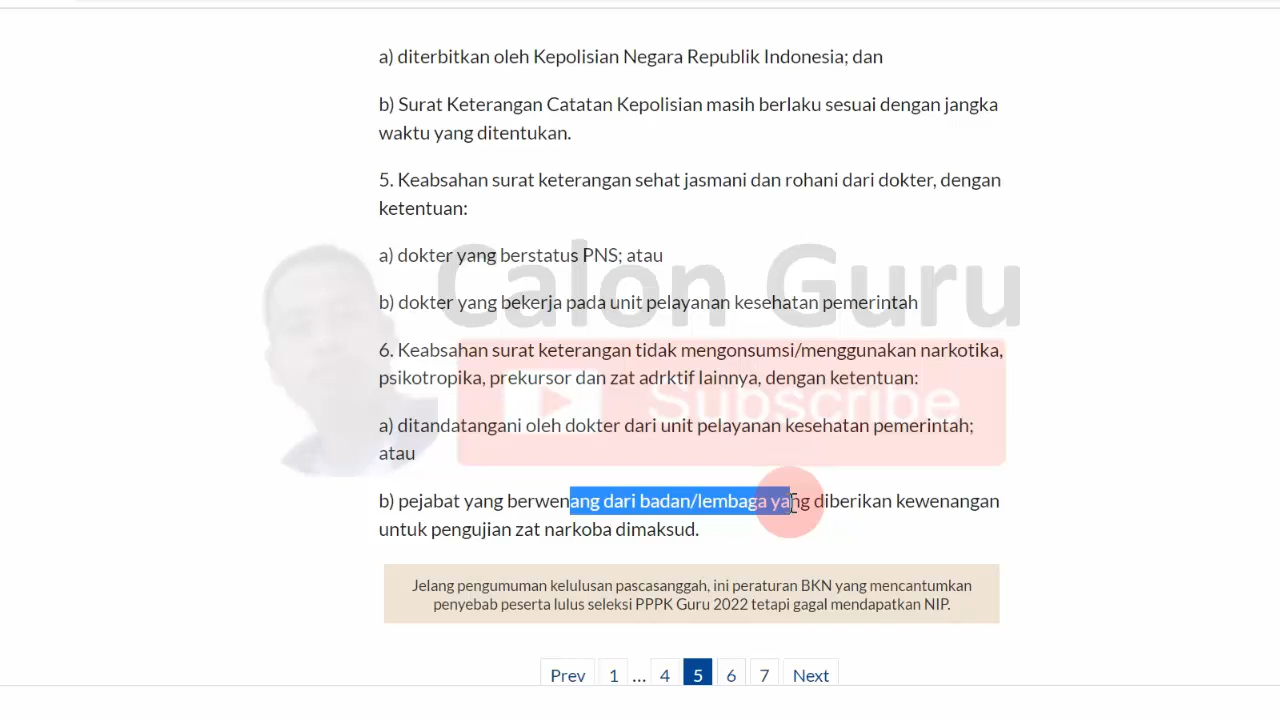 a) diterbitkan oleh Kepolisian Negara Republik Indonesia; dan
b) Surat Keterangan Catatan Kepolisian masih berlaku sesuai dengan jangka
waktu yang ditentukan.
5. Keabsahan surat keterangan sehat jasmani dan rohani dari dokter, dengan
ketentuan:
a) dokter yang berstatus PNS; atau
Calon Guru
b) dokter yang bekerja pada unit pelayanan kesehatan pemerintah
6. Keabsahan surat keterangan tidak mengonsumsi/menggunakan narkotika,
psikotropika, prekursor dan zat adrktif lainnya, dengan ketentuan:
Subscribe
a) ditandatangani oleh dokter dari unit pelayanan kesehatan pemerintah;
atau
b) pejabat yang berwenang dari badan/lembaga yang diberikan kewenangan
untuk pengujian zat narkoba dimaksud.
Jelang pengumuman kelulusan pascasanggah, ini peraturan BKN yang mencantumkan
penyebab peserta lulus seleksi PPPK Guru 2022 tetapi gagal mendapatkan NIP.
Prev 1 ... 4 5 6 7 Next